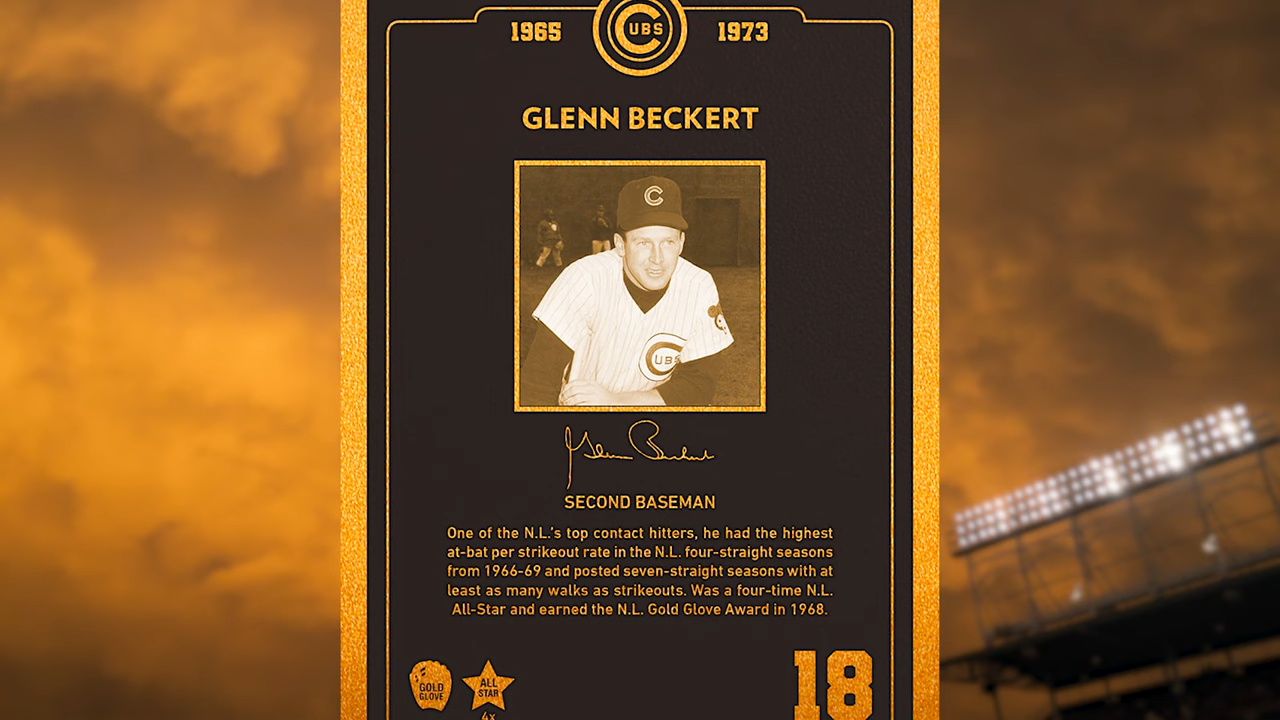 1965
CUBS
1973
GLENN BECKERT
C
CUBS
Glenn Beckert
SECOND BASEMAN
One of the N.L.'s top contact hitters, he had the highest
at-bat per strikeout rate in the N.L. four-straight seasons
from 1966-69 and posted seven-straight seasons with at
least as many walks as strikeouts. Was a four-time N.L.
All-Star and earned the N.L. Gold Glove Award in 1968.
GOLD
GLOVE
ALL
STAR
4x
18